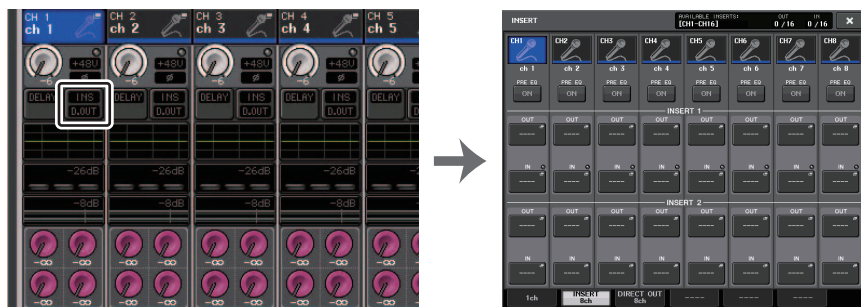 CH 1 CH 2 CH 3 CH 4 CH 5
ch 1 ch 2 ch 3 ch 4 ch 5
+48V +48V +48V +48V
-6 ø -6 ø -6 ø -6 ø -6
DELAY INS DELAY INS DELAY INS DELAY INS DELAY
D.OUT D.OUT D.OUT D.OUT
-26dB -26dB -26dB -26dB
-8dB -8dB -8dB -8dB
-∞ -∞ -∞ -∞ -∞ -∞ -∞ -∞ -∞
-∞ -∞ -∞ -∞ -∞ -∞ -∞ -∞ -∞
INSERT
AVAILABLE INSERTS: OUT IN
[CH1-CH16] 0 / 16 0 / 16 ×
CH1 CH2 CH3 CH4 CH5 CH6 CH7 CH8
ch 1 ch 2 ch 3 ch 4 ch 5 ch 6 ch 7 ch 8
PRE EQ PRE EQ PRE EQ PRE EQ PRE EQ PRE EQ PRE EQ PRE EQ
ON ON ON ON ON ON ON ON
INSERT 1
OUT OUT OUT OUT OUT OUT OUT OUT
---- ---- ---- ---- ---- ---- ---- ----
IN IN IN IN IN IN IN IN
---- ---- ---- ---- ---- ---- ---- ----
INSERT 2
OUT OUT OUT OUT OUT OUT OUT OUT
---- ---- ---- ---- ---- ---- ---- ----
IN IN IN IN IN IN IN IN
---- ---- ---- ---- ---- ---- ---- ----
1ch INSERT 8ch DIRECT OUT 8ch ---- ---- ----